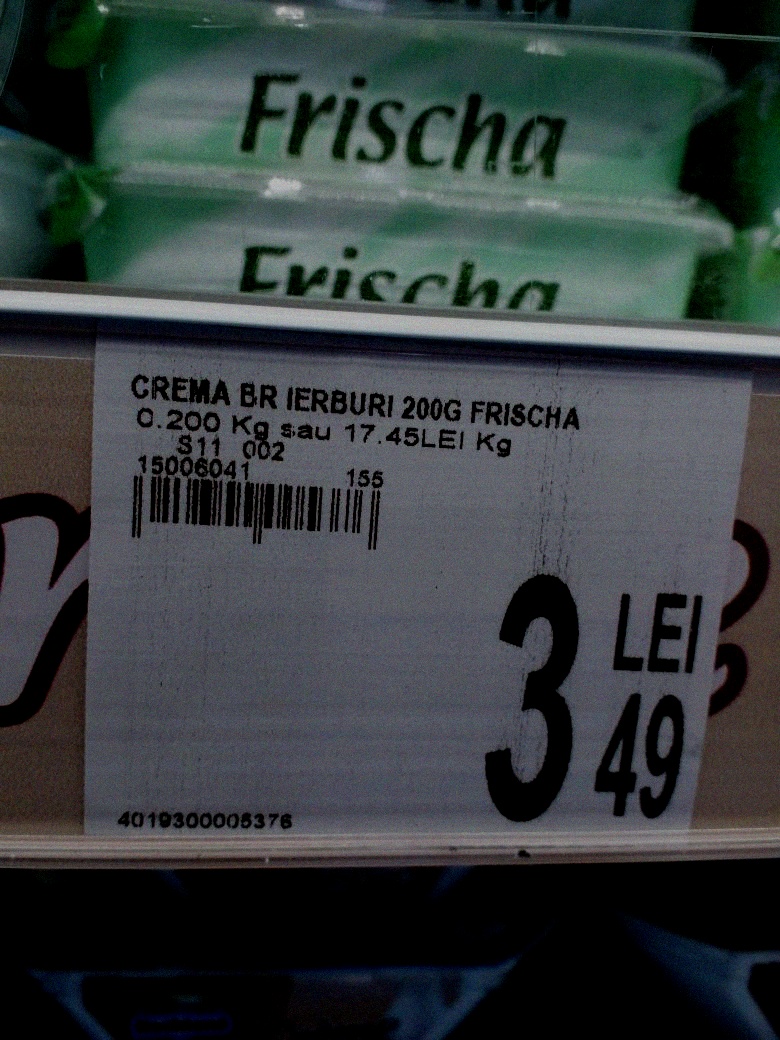 Frischa
Frischa
CREMA BR IERBURI 200G FRISCHA
0.200 Kg sau 17.45LEI Kg
S11 002
15006041 155
3 LEI
49
4019300005376